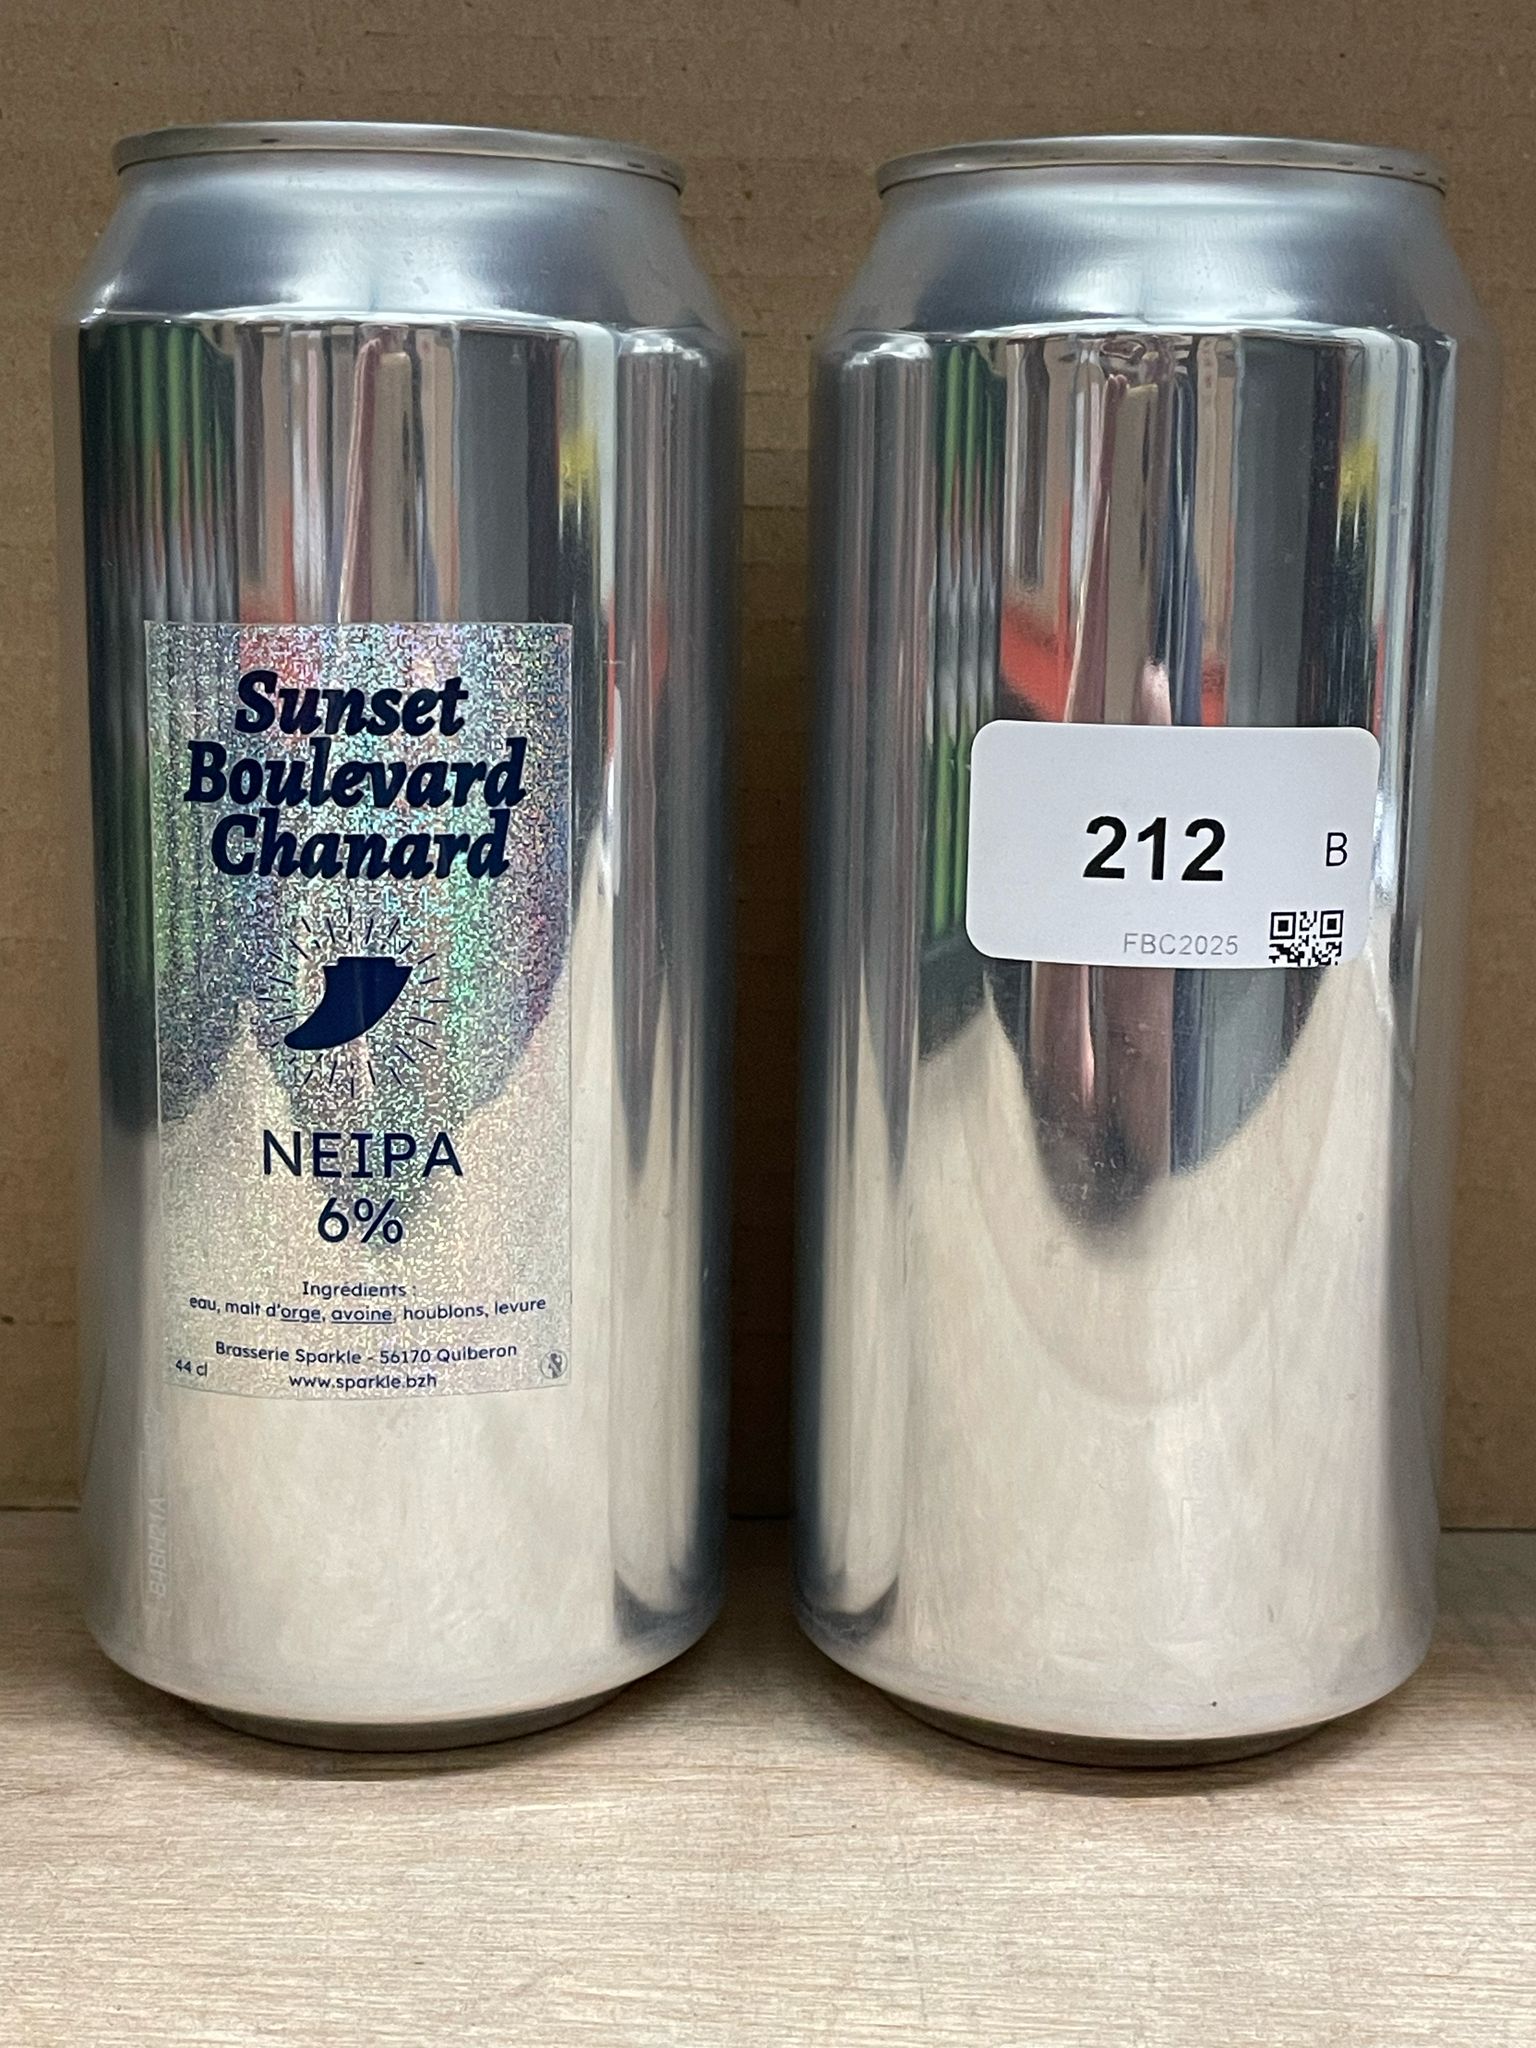 Sunset
Boulevard
Chanard
NEIPA
6%
Ingrédients :
eau, malt d'orge, avoine, houblons, levure
Brasserie Sparkle - 56170 Quiberon
44 cl
www.sparkle.bzh
212
B
FBC2025